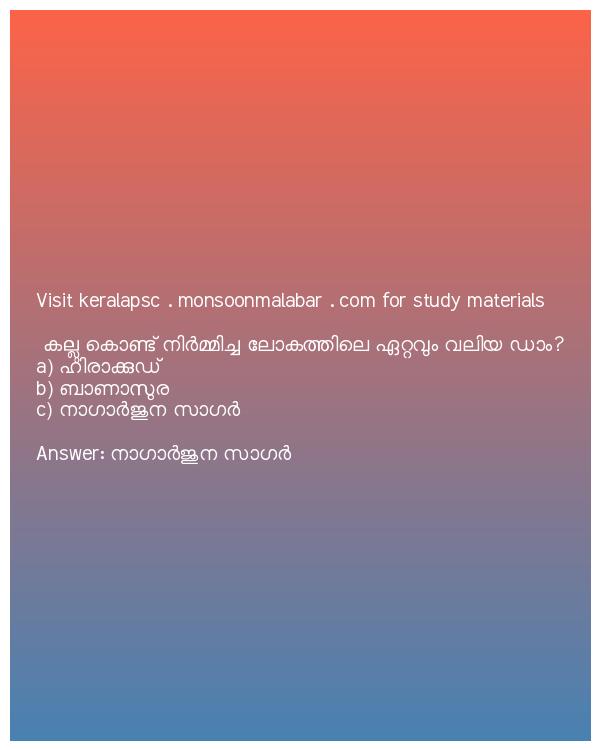 Visit keralapsc . monsoonmalabar . com for study materials
കല്ലു കൊണ്ട് നിർമ്മിച്ച ലോകത്തിലെ ഏറ്റവും വലിയ ഡാം?
a) ഹിരാക്കുഡ്
b) ബാണാസുര
c) നാഗാർജുന സാഗർ
Answer: നാഗാർജുന സാഗർ